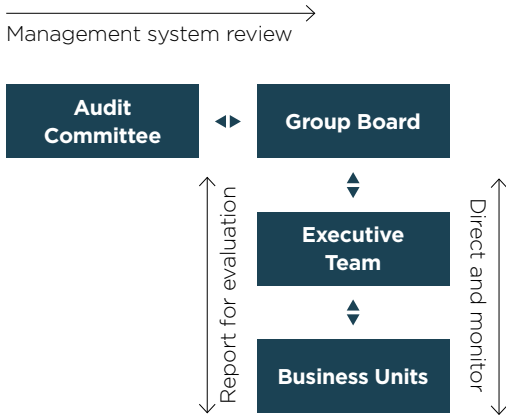 Management system review
Audit
Committee
Group Board
Report for evaluation
Executive
Team
Direct and monitor
Business Units